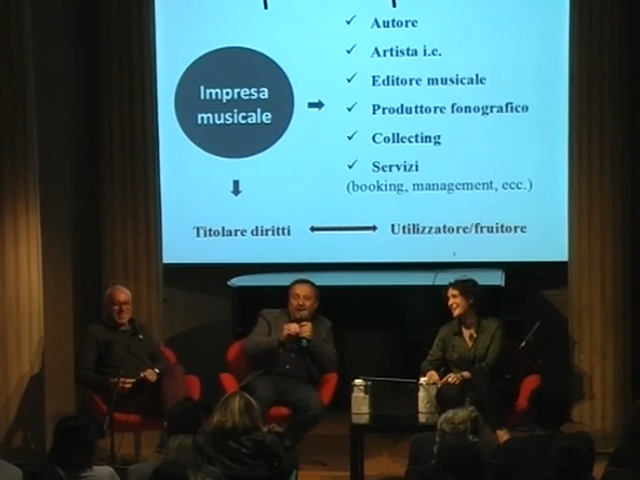 Autore
Artista i.e.
Editore musicale
Impresa
musicale
Produttore fonografico
Collecting
Servizi
(booking, management, ecc.)
Titolare diritti
Utilizzatore/fruitore